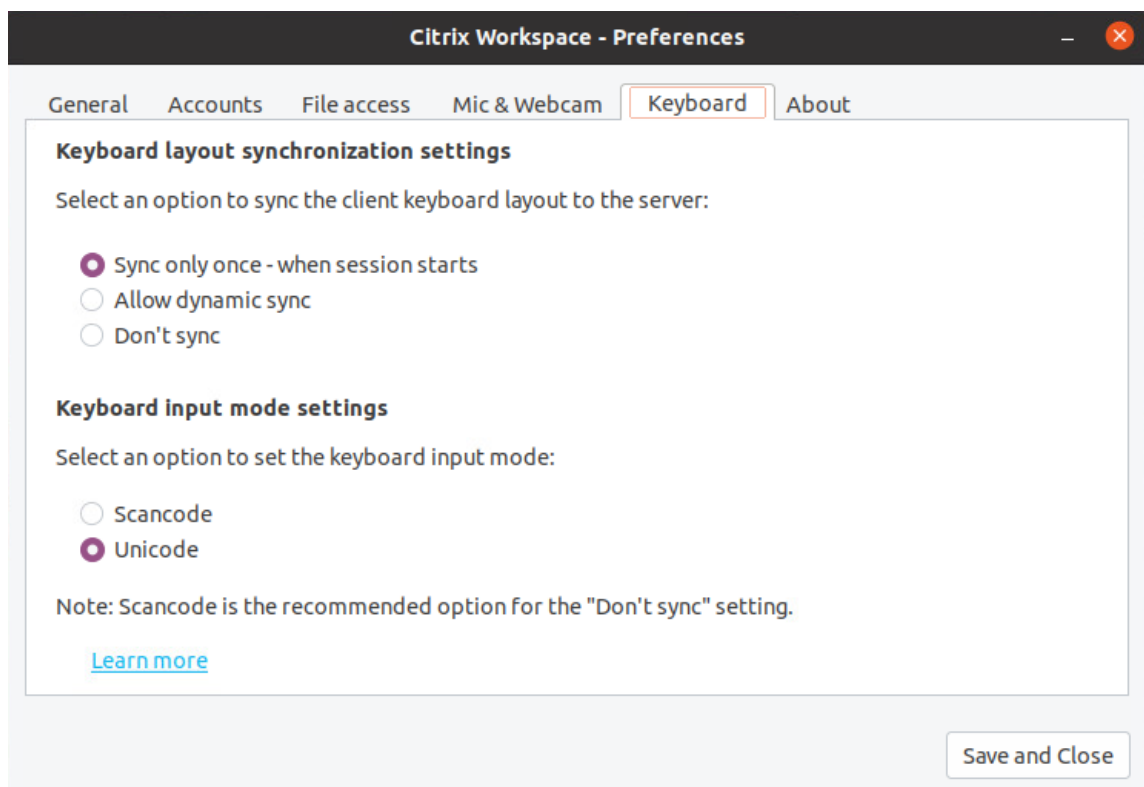 Citrix Workspace - Preferences
General Accounts File access Mic & Webcam Keyboard About
Keyboard layout synchronization settings
Select an option to sync the client keyboard layout to the server:
Sync only once - when session starts
Allow dynamic sync
Don't sync
Keyboard input mode settings
Select an option to set the keyboard input mode:
Scancode
Unicode
Note: Scancode is the recommended option for the "Don't sync" setting.
Learn more
Save and Close